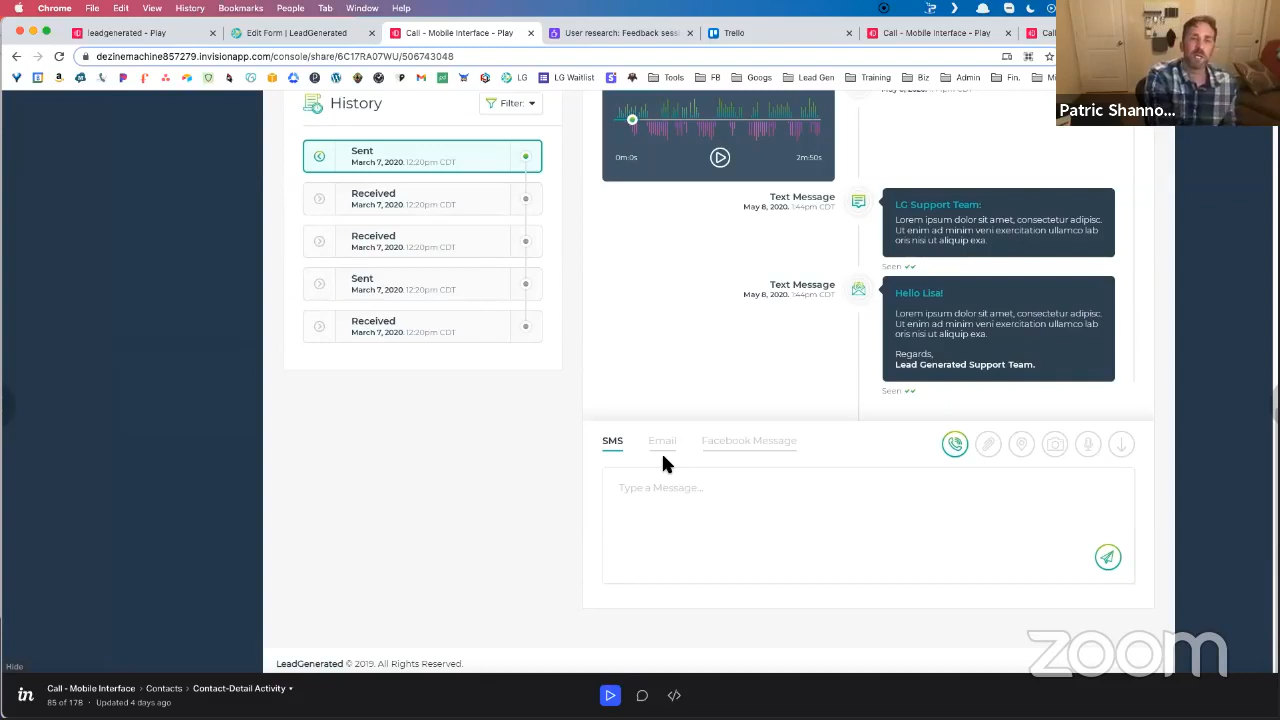 Chrome File Edit View History Bookmarks People Tab Window Help
leadgenerated - Play
Edit Form | LeadGenerated
Call - Mobile Interface - Play
User research: Feedback sessi
Trello
Call - Mobile Interface - Play
Call
dezinemachine857279.invisionapp.com/console/share/6C17RA07WU/506743048
LG
LG Waitlist
Tools
Fin
Googs
Lead Gen
Training
Biz
Admin
Fin.
Patric Shanno...
History
Filter:
Sent
March 7, 2020. 12:20pm CDT
Received
March 7, 2020. 12:20pm CDT
Received
March 7, 2020. 12:20pm CDT
Sent
March 7, 2020. 12:20pm CDT
Received
March 7, 2020. 12:20pm CDT
0m:0s
2m:50s
Text Message
May 8, 2020. 1:44pm CDT
LG Support Team:
Lorem ipsum dolor sit amet, consectetur adipisc.
Ut enim ad minim veni exercitation ullamco lab
oris nisi ut aliquip exa.
Seen
Text Message
May 8, 2020. 1:44pm CDT
Hello Lisa!
Lorem ipsum dolor sit amet, consectetur adipisc.
Ut enim ad minim veni exercitation ullamco lab
oris nisi ut aliquip exa.
Regards,
Lead Generated Support Team.
Seen
SMS Email Facebook Message
Type a Message...
LeadGenerated © 2019. All Rights Reserved.
zoom
Hide
in
Call - Mobile Interface › Contacts › Contact-Detail Activity
85 of 178 · Updated 4 days ago